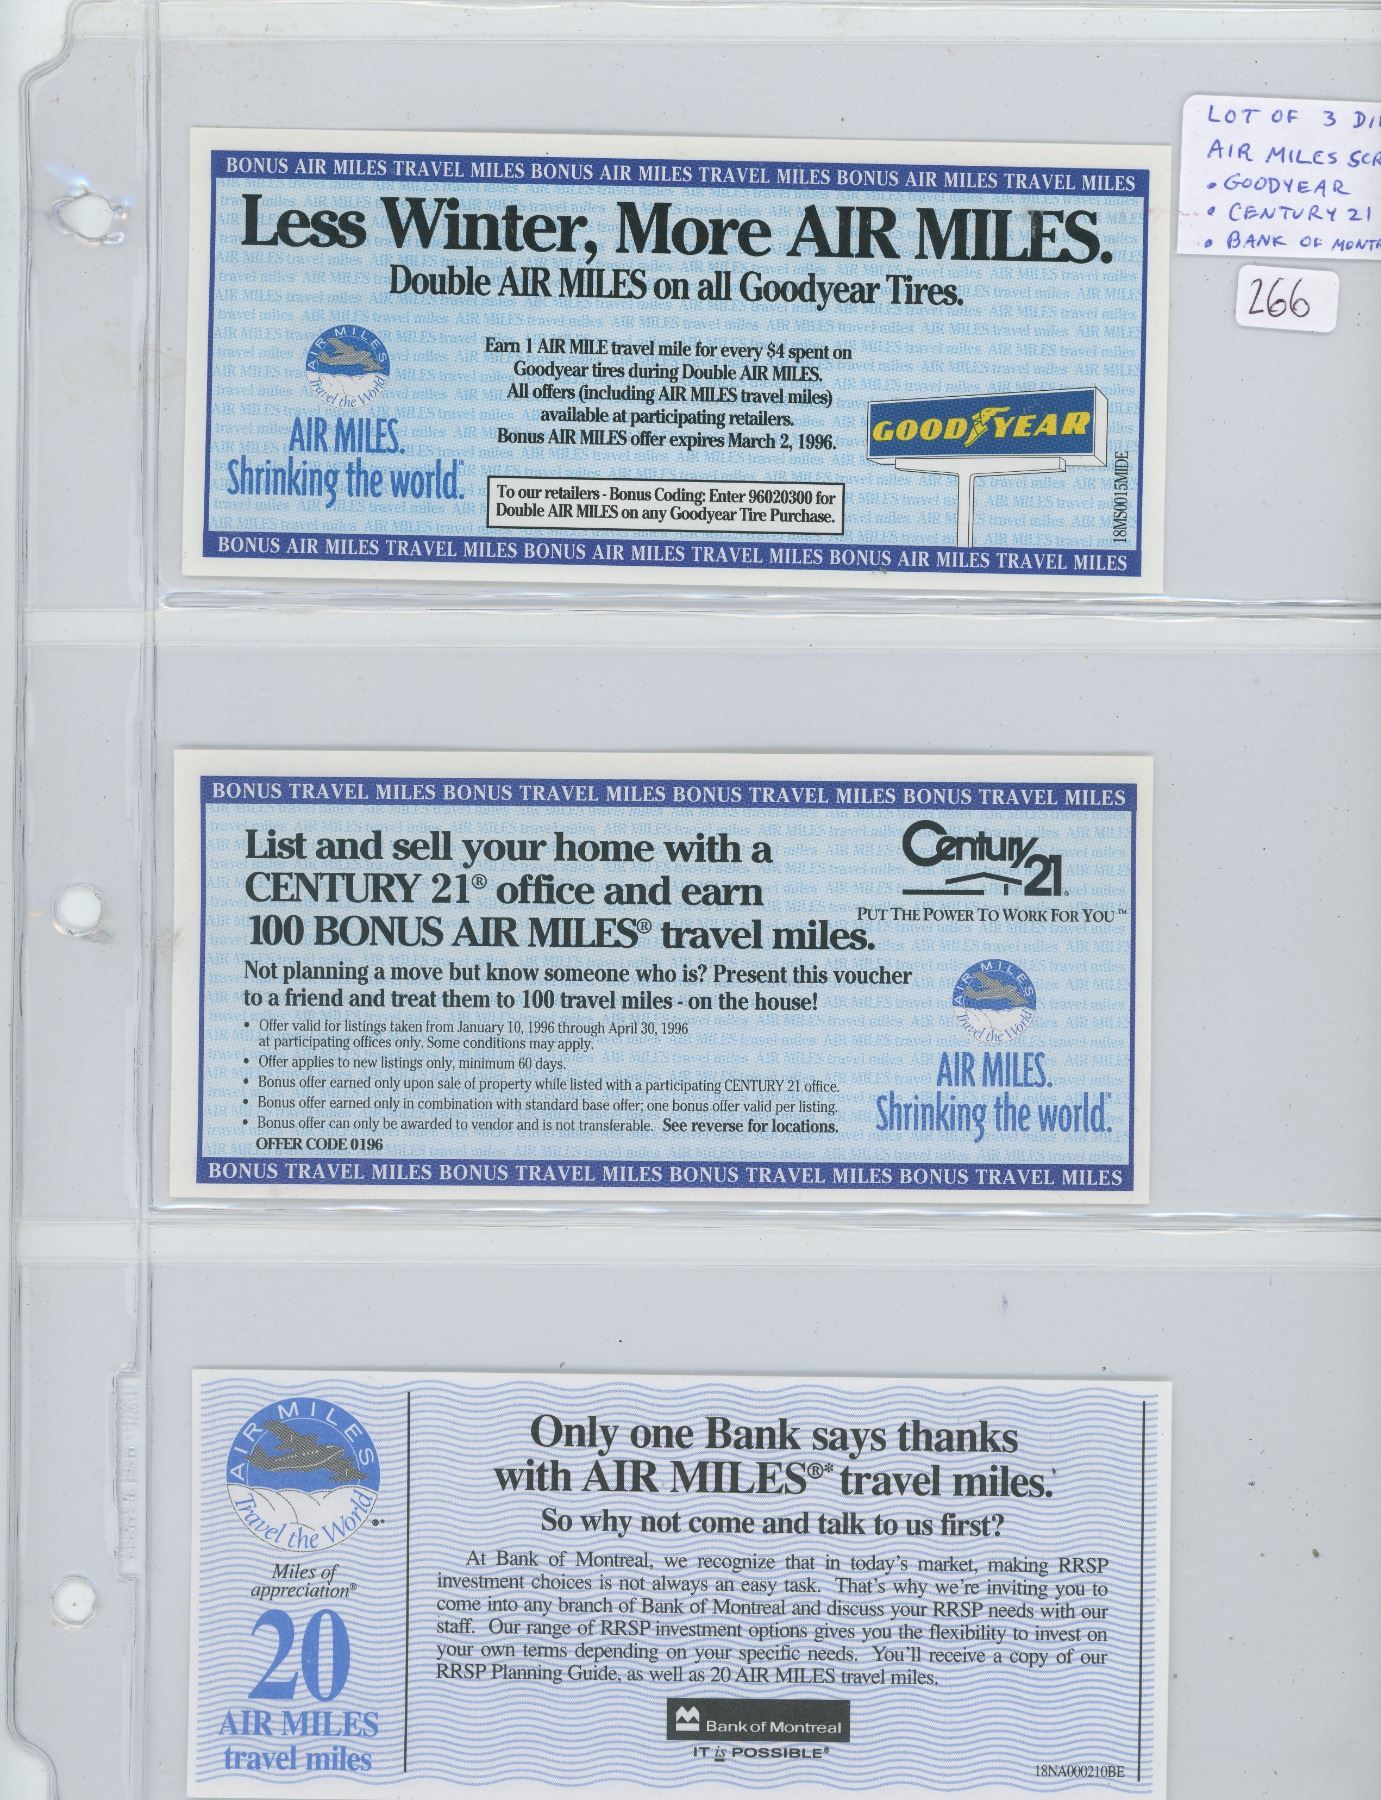 BONUS AIR MILES TRAVEL MILES BONUS AIR MILES TRAVEL MILES BONUS AIR MILES TRAVEL MILES
Less Winter, More AIR MILES.
Double AIR MILES on all Goodyear Tires.
Earn 1 AIR MILE travel mile for every $4 spent on
Goodyear tires during Double AIR MILES.
All offers (including AIR MILES travel miles)
available at participating retailers.
Bonus AIR MILES offer expires March 2, 1996.
To our retailers - Bonus Coding: Enter 96020300 for
Double AIR MILES on any Goodyear Tire Purchase.
AIR MILES
Travel the World
AIR MILES.
Shrinking the world.™
GOODYEAR
18MS0015MIDE
BONUS AIR MILES TRAVEL MILES BONUS AIR MILES TRAVEL MILES BONUS AIR MILES TRAVEL MILES
LOT OF 3
AIR MILES
• GOODYEAR
• CENTURY 21
• BANK OF
266
BONUS TRAVEL MILES BONUS TRAVEL MILES BONUS TRAVEL MILES BONUS TRAVEL MILES
List and sell your home with a
CENTURY 21® office and earn
100 BONUS AIR MILES® travel miles.
Not planning a move but know someone who is? Present this voucher
to a friend and treat them to 100 travel miles - on the house!
• Offer valid for listings taken from January 10, 1996 through April 30, 1996
at participating offices only. Some conditions may apply.
• Offer applies to new listings only, minimum 60 days.
• Bonus offer earned only upon sale of property while listed with a participating CENTURY 21 office.
• Bonus offer earned only in combination with standard base offer; one bonus offer valid per listing.
• Bonus offer can only be awarded to vendor and is not transferable. See reverse for locations.
OFFER CODE 0196
Century 21®
PUT THE POWER TO WORK FOR YOU™
AIR MILES
Travel the World
AIR MILES.
Shrinking the world.™
BONUS TRAVEL MILES BONUS TRAVEL MILES BONUS TRAVEL MILES BONUS TRAVEL MILES
AIR MILES
Travel the World ®*
Miles of
appreciation®
20
AIR MILES
travel miles
Only one Bank says thanks
with AIR MILES®* travel miles.
So why not come and talk to us first?
At Bank of Montreal, we recognize that in today's market, making RRSP
investment choices is not always an easy task. That's why we're inviting you to
come into any branch of Bank of Montreal and discuss your RRSP needs with our
staff. Our range of RRSP investment options gives you the flexibility to invest on
your own terms depending on your specific needs. You'll receive a copy of our
RRSP Planning Guide, as well as 20 AIR MILES travel miles.
Bank of Montreal
IT is POSSIBLE®
18NA000210BE